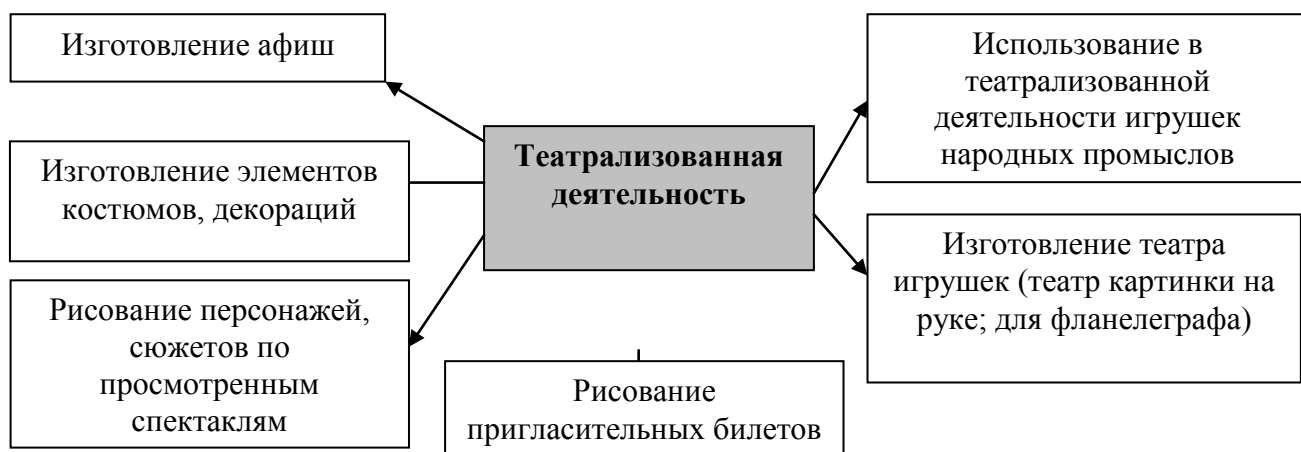 Изготовление афиш
Изготовление элементов
костюмов, декораций
Рисование персонажей,
сюжетов по
просмотренным
спектаклям
Театрализованная
деятельность
Рисование
пригласительных билетов
Использование в
театрализованной
деятельности игрушек
народных промыслов
Изготовление театра
игрушек (театр картинки на
руке; для фланелеграфа)